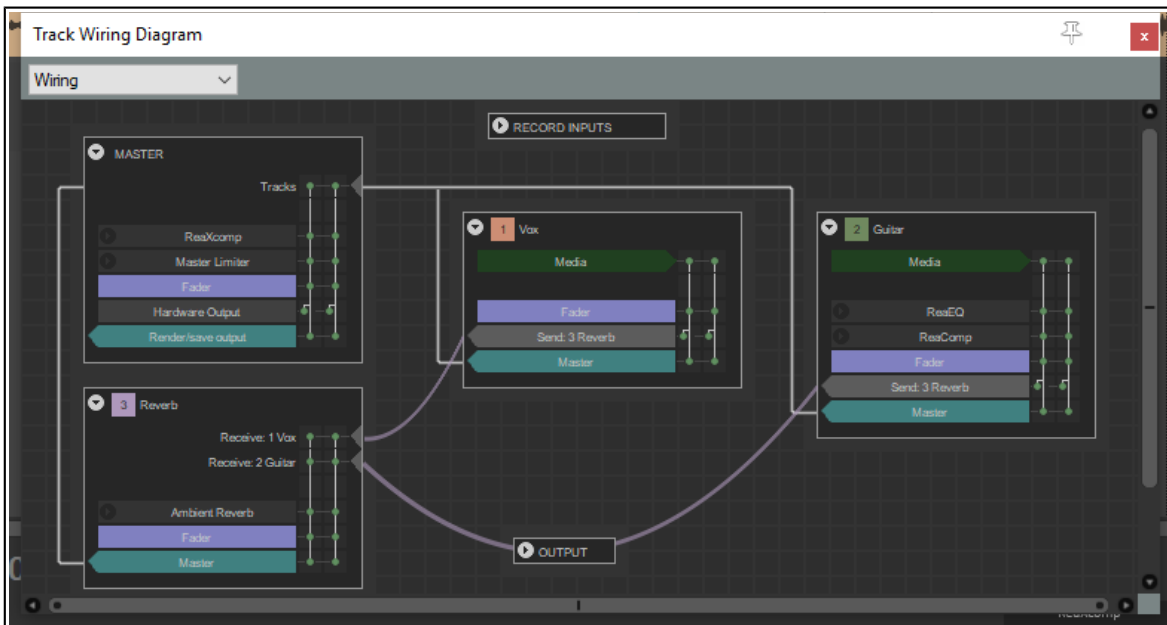 Track Wiring Diagram
x
Wiring
RECORD INPUTS
MASTER
Tracks
ReaXcomp
Master Limiter
Fader
Hardware Output
Render/save output
1 Vox
Media
Fader
Send: 3 Reverb
Master
2 Guitar
Media
ReaEQ
ReaComp
Fader
Send: 3 Reverb
Master
3 Reverb
Receive: 1 Vox
Receive: 2 Guitar
Ambient Reverb
Fader
Master
OUTPUT